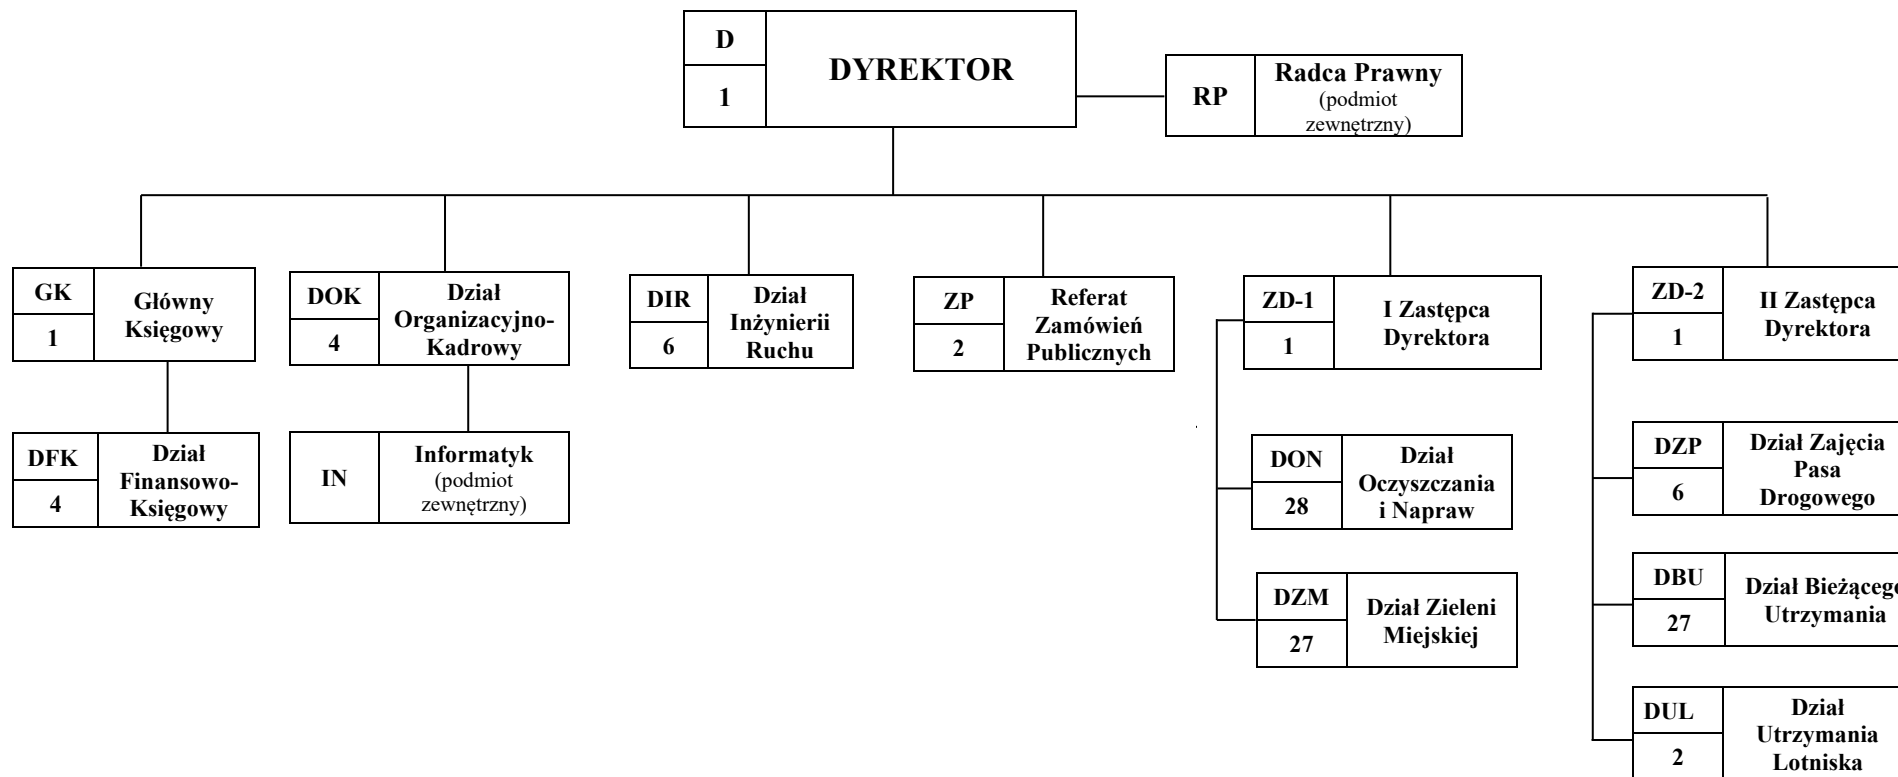 D
1
DYREKTOR
RP
Radca Prawny
(podmiot
zewnętrzny)
GK
1
Główny
Księgowy
DOK
4
Dział
Organizacyjno-
Kadrowy
DIR
6
Dział
Inżynierii
Ruchu
ZP
2
Referat
Zamówień
Publicznych
ZD-1
1
I Zastępca
Dyrektora
ZD-2
1
II Zastępca
Dyrektora
DFK
4
Dział
Finansowo-
Księgowy
IN
Informatyk
(podmiot
zewnętrzny)
DON
28
Dział
Oczyszczania
i Napraw
DZP
6
Dział Zajęcia
Pasa
Drogowego
DZM
27
Dział Zieleni
Miejskiej
DBU
27
Dział Bieżącego
Utrzymania
DUL
2
Dział
Utrzymania
Lotniska